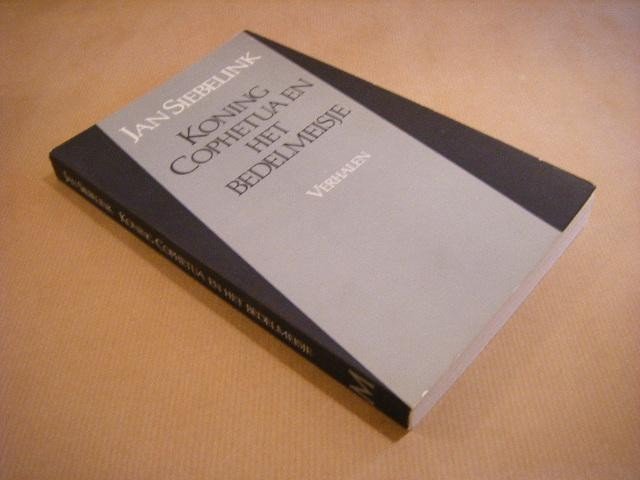 JAN SIEBELINK
KONING
COPHETUA EN
HET
BEDELMEISJE
VERHALEN
JAN SIEBELINK KONING COPHETUA EN HET BEDELMEISJE
M